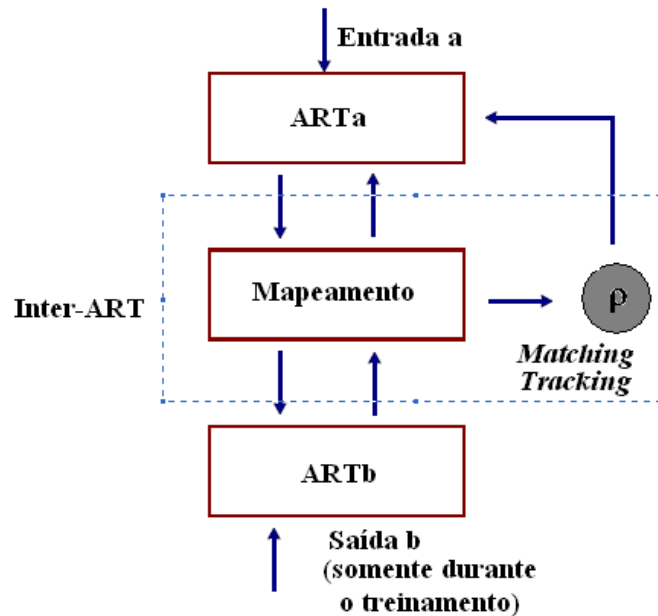 Entrada a
ARTa
Inter-ART
Mapeamento
ρ
Matching
Tracking
ARTb
Saída b
(somente durante
o treinamento)